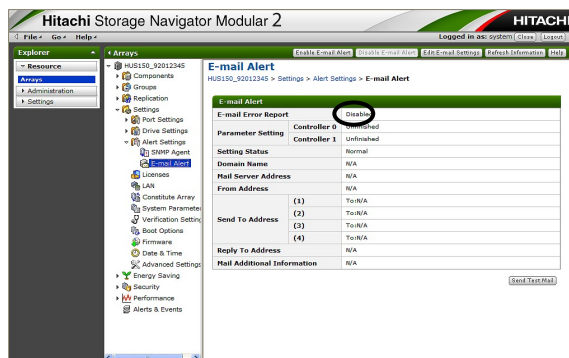 Hitachi Storage Navigator Modular 2
HITACHI
File Go Help
Logged in as: system Close Logout
Explorer
Resource
Arrays
Administration
Settings
Arrays
HUS150_92012345
Components
Groups
Replication
Settings
Port Settings
Drive Settings
Alert Settings
SNMP Agent
E-mail Alert
Licenses
LAN
Constitute Array
System Parameter
Verification Setting
Boot Options
Firmware
Date & Time
Advanced Settings
Energy Saving
Security
Performance
Alerts & Events
Enable E-mail Alert Disable E-mail Alert Edit E-mail Settings Refresh Information Help
E-mail Alert
HUS150_92012345 > Settings > Alert Settings > E-mail Alert
E-mail Alert
E-mail Error Report Disabled
Parameter Setting Controller 0 Unfinished
Controller 1 Unfinished
Setting Status Normal
Domain Name N/A
Mail Server Address N/A
From Address N/A
Send To Address (1) To:N/A
(2) To:N/A
(3) To:N/A
(4) To:N/A
Reply To Address N/A
Mail Additional Information N/A
Send Test Mail